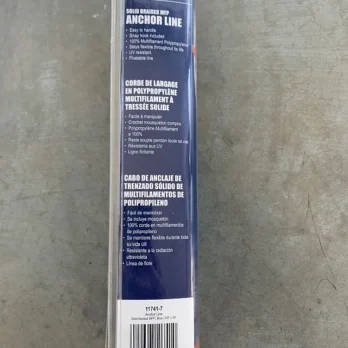 SOLID BRAIDED MFP
ANCHOR LINE
• Easy to handle
• Snap hook included
• 100% Multifilament Polypropylene
• Stays flexible throughout its life
• UV resistant
• Floatable line
CORDE DE LARGAGE
EN POLYPROPYLÈNE
MULTIFILAMENT À
TRESSÉE SOLIDE
• Facile à manipuler
• Crochet mousqueton compris
• Polypropylène Multifilament
à 100%
• Reste souple pendant toute sa vie
• Résistante aux UV
• Ligne flottante
CABO DE ANCLAJE DE
TRENZADO SÓLIDO DE
MULTIFILAMENTOS DE
POLIPROPILENO
• Fácil de maniobrar
• Se incluye mosquetón
• 100% corde en multifilamentos
de polipropileno
• Se mantiene flexible durante toda
su vida útil
• Resistente a la radiación
ultravioleta
• Línea de flote
11741-7
Anchor Line